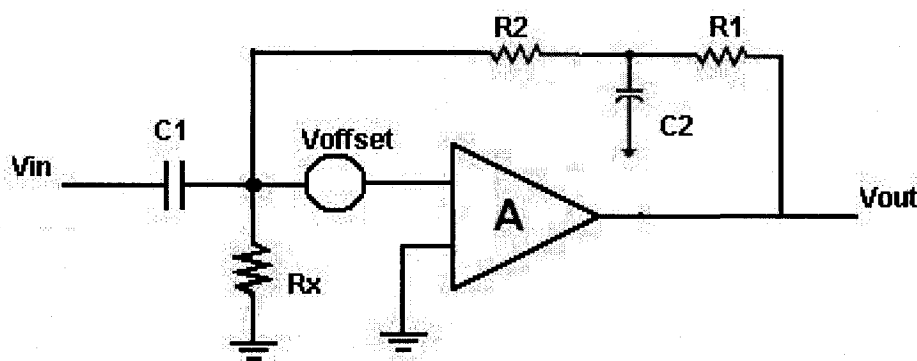 R2
R1
C1
Voffset
C2
Vin
A
Vout
Rx